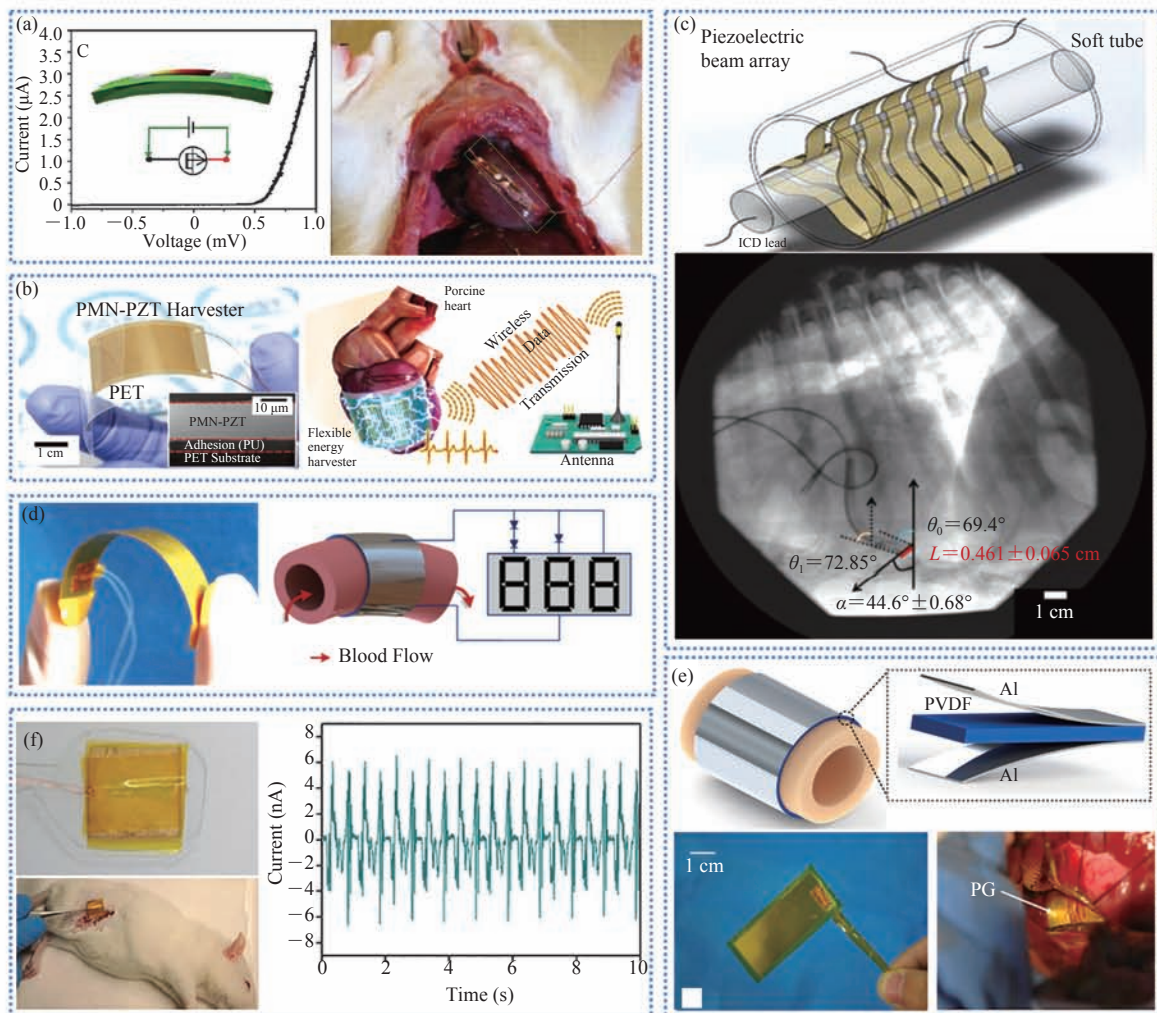 (a)
C
Current (μA)
4.0
3.5
3.0
2.5
2.0
1.5
1.0
0.5
0
−1.0
−0.5
0
0.5
1.0
Voltage (mV)
(b)
PMN-PZT Harvester
PET
1 cm
10 μm
PMN-PZT
Adhesion (PU)
PET Substrate
Porcine
heart
Wireless
Data
Transmission
Flexible
energy
harvester
Antenna
(c)
Piezoelectric
beam array
Soft tube
ICD lead
θ0=69.4°
L=0.461±0.065 cm
θ1=72.85°
α=44.6°±0.68°
1 cm
(d)
888
Blood Flow
(e)
Al
PVDF
Al
1 cm
PG
(f)
Current (nA)
8
6
4
2
0
−2
−4
−6
−8
0
2
4
6
8
10
Time (s)